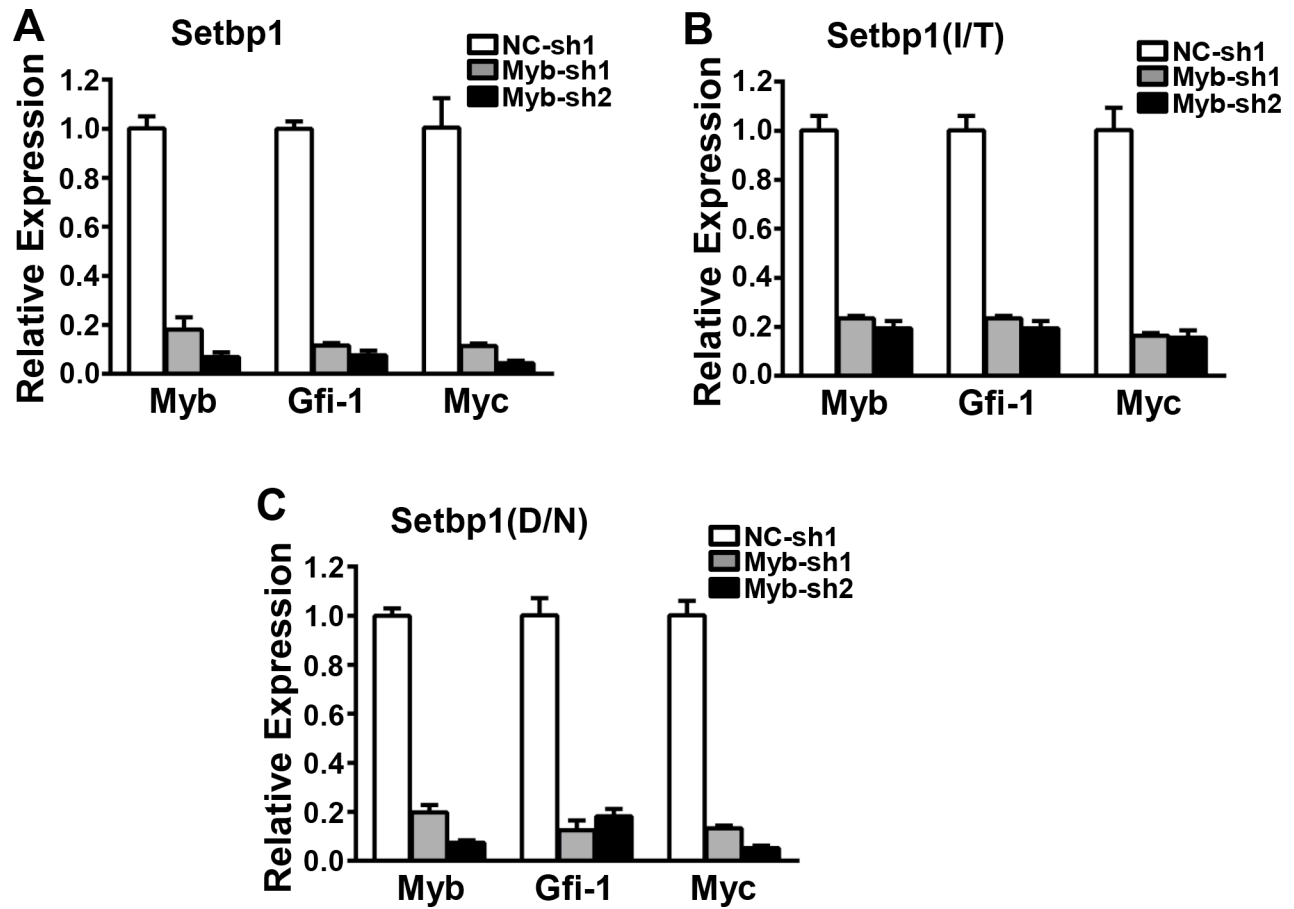 A
Setbp1
NC-sh1
Myb-sh1
Myb-sh2
Relative Expression
1.2
1.0
0.8
0.6
0.4
0.2
0.0
Myb
Gfi-1
Myc
B
Setbp1(I/T)
NC-sh1
Myb-sh1
Myb-sh2
Relative Expression
1.2
1.0
0.8
0.6
0.4
0.2
0.0
Myb
Gfi-1
Myc
C
Setbp1(D/N)
NC-sh1
Myb-sh1
Myb-sh2
Relative Expression
1.2
1.0
0.8
0.6
0.4
0.2
0.0
Myb
Gfi-1
Myc